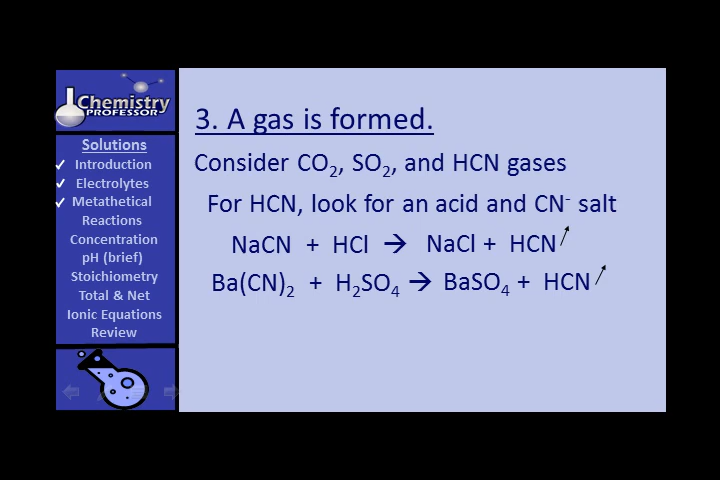 Chemistry
PROFESSOR
Solutions
✓ Introduction
✓ Electrolytes
✓ Metathetical
Reactions
Concentration
pH (brief)
Stoichiometry
Total & Net
Ionic Equations
Review
3. A gas is formed.
Consider CO₂, SO₂, and HCN gases
For HCN, look for an acid and CN⁻ salt
NaCN + HCl → NaCl + HCN↗
Ba(CN)₂ + H₂SO₄ → BaSO₄ + HCN↗